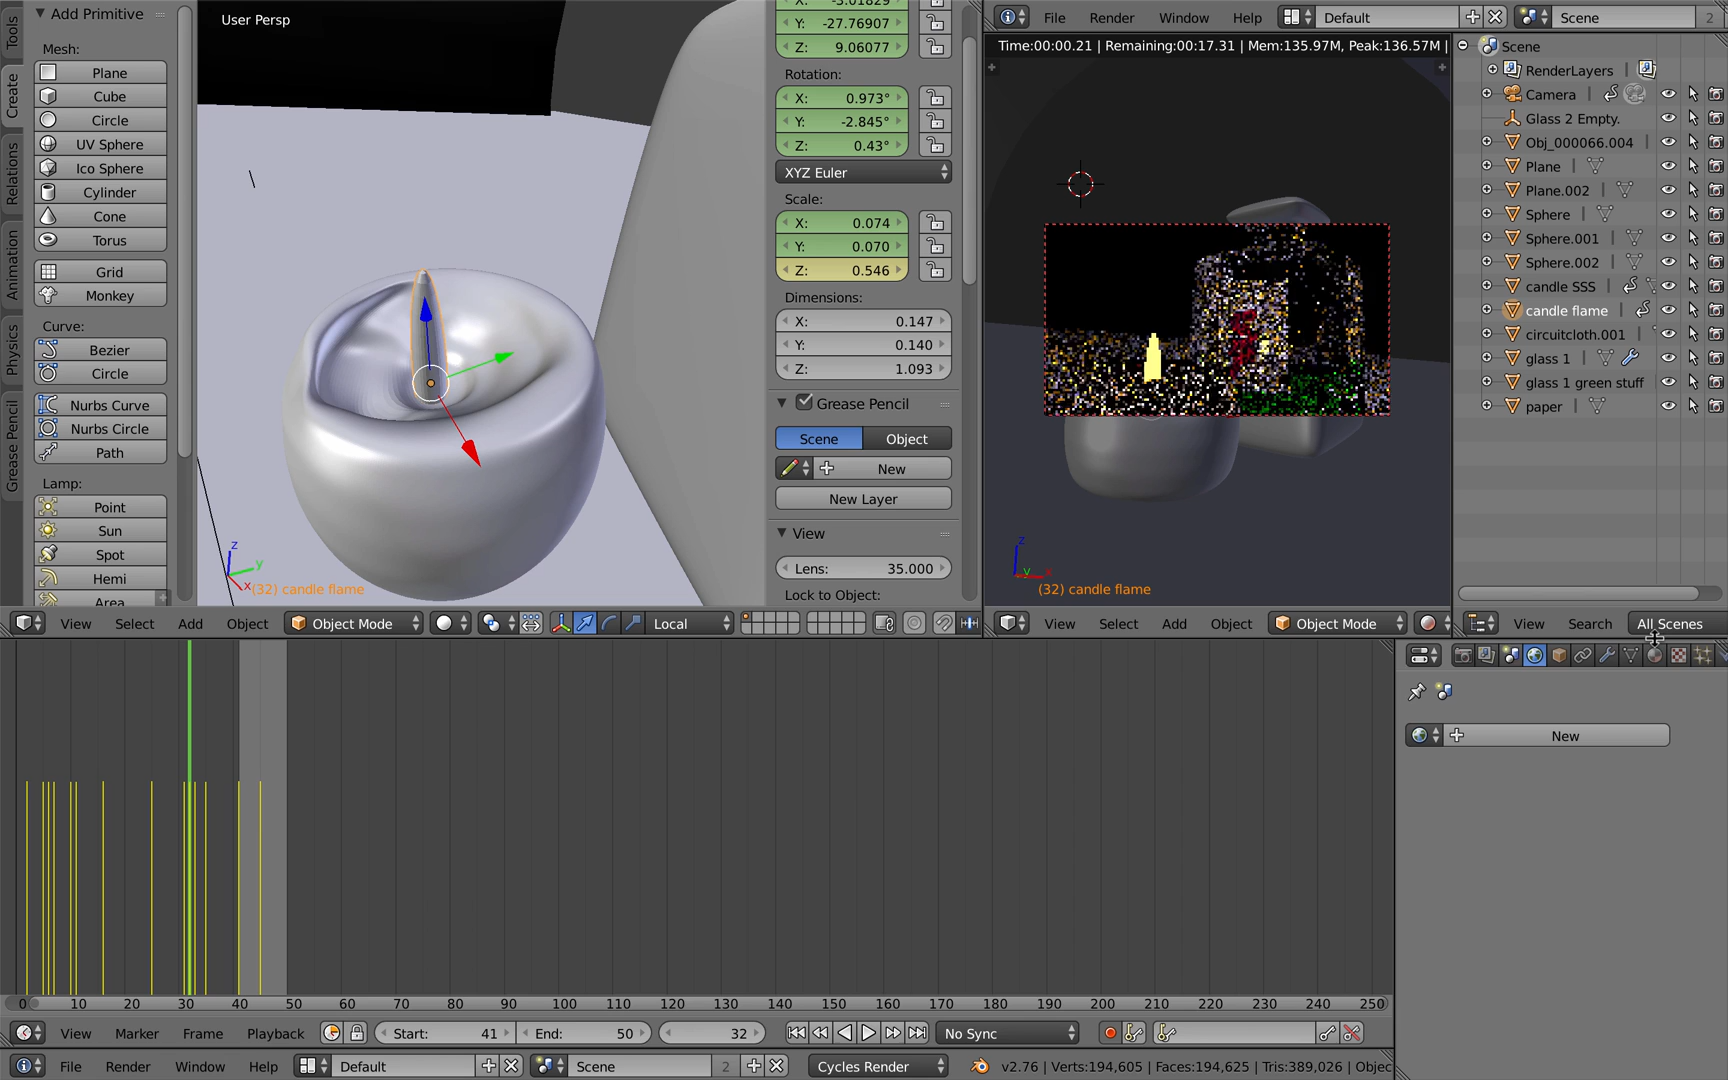 Tools
Create
Relations
Animation
Physics
Grease Pencil
Add Primitive
Mesh:
Plane
Cube
Circle
UV Sphere
Ico Sphere
Cylinder
Cone
Torus
Grid
Monkey
Curve:
Bezier
Circle
Nurbs Curve
Nurbs Circle
Path
Lamp:
Point
Sun
Spot
Hemi
Area
User Persp
z
y
x
(32) candle flame
X: -3.01829
Y: -27.76907
Z: 9.06077
Rotation:
X: 0.973°
Y: -2.845°
Z: 0.43°
XYZ Euler
Scale:
X: 0.074
Y: 0.070
Z: 0.546
Dimensions:
X: 0.147
Y: 0.140
Z: 1.093
Grease Pencil
Scene Object
New
New Layer
View
Lens: 35.000
Lock to Object:
View Select Add Object Object Mode Local
File Render Window Help Default Scene 2
Time:00:00.21 | Remaining:00:17.31 | Mem:135.97M, Peak:136.57M |
z
y
x
(32) candle flame
View Select Add Object Object Mode
Scene
RenderLayers
Camera
Glass 2 Empty.
Obj_000066.004
Plane
Plane.002
Sphere
Sphere.001
Sphere.002
candle SSS
candle flame
circuitcloth.001
glass 1
glass 1 green stuff
paper
View Search All Scenes
New
0 10 20 30 40 50 60 70 80 90 100 110 120 130 140 150 160 170 180 190 200 210 220 230 240 250
View Marker Frame Playback Start: 41 End: 50 32 No Sync
File Render Window Help Default Scene 2 Cycles Render v2.76 | Verts:194,605 | Faces:194,625 | Tris:389,026 | Objec